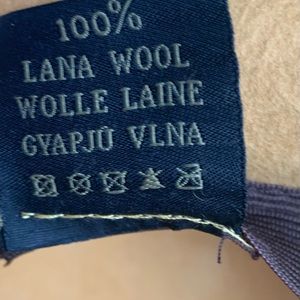 100%
LANA WOOL
WOLLE LAINE
GYAPJÚ VLNA